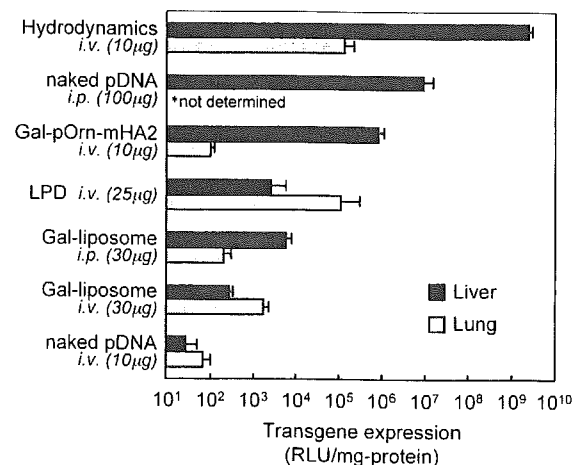 Hydrodynamics
i.v. (10μg)
naked pDNA
i.p. (100μg)
*not determined
Gal-pOrn-mHA2
i.v. (10μg)
LPD i.v. (25μg)
Gal-liposome
i.p. (30μg)
Gal-liposome
i.v. (30μg)
naked pDNA
i.v. (10μg)
Liver
Lung
10¹ 10² 10³ 10⁴ 10⁵ 10⁶ 10⁷ 10⁸ 10⁹ 10¹⁰
Transgene expression
(RLU/mg-protein)